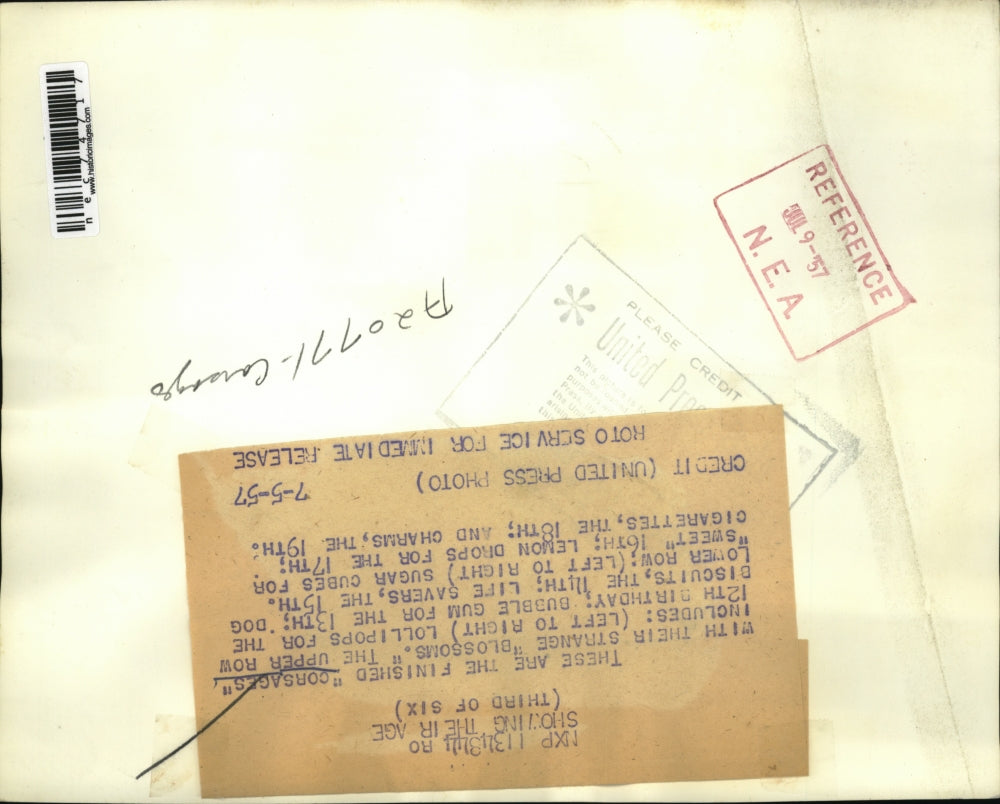 www.historicimages.com
REFERENCE
JUL 9-'57
N. E. A.
PLEASE CREDIT
United
A20771- Corsage
NXP 1134344 RO
SHOWING THEIR AGE
(THIRD OF SIX)
THESE ARE THE FINISHED "CORSAGES",
WITH THEIR STRANGE "BLOSSOMS." THE UPPER ROW
INCLUDES: (LEFT TO RIGHT) LOLLIPOPS FOR THE
12TH BIRTHDAY: BUBBLE GUM FOR THE 13TH; DOG
BISCUITS, THE 14TH; LIFE SAVERS, THE 15TH.
LOWER ROW: (LEFT TO RIGHT) SUGAR CUBES FOR
"SWEET" 16TH; LEMON DROPS FOR THE 17TH;
CIGARETTES, THE 18TH; AND CHARMS, THE 19TH.
CREDIT (UNITED PRESS PHOTO) 7-5-57
ROTO SERVICE FOR IMMEDIATE RELEASE